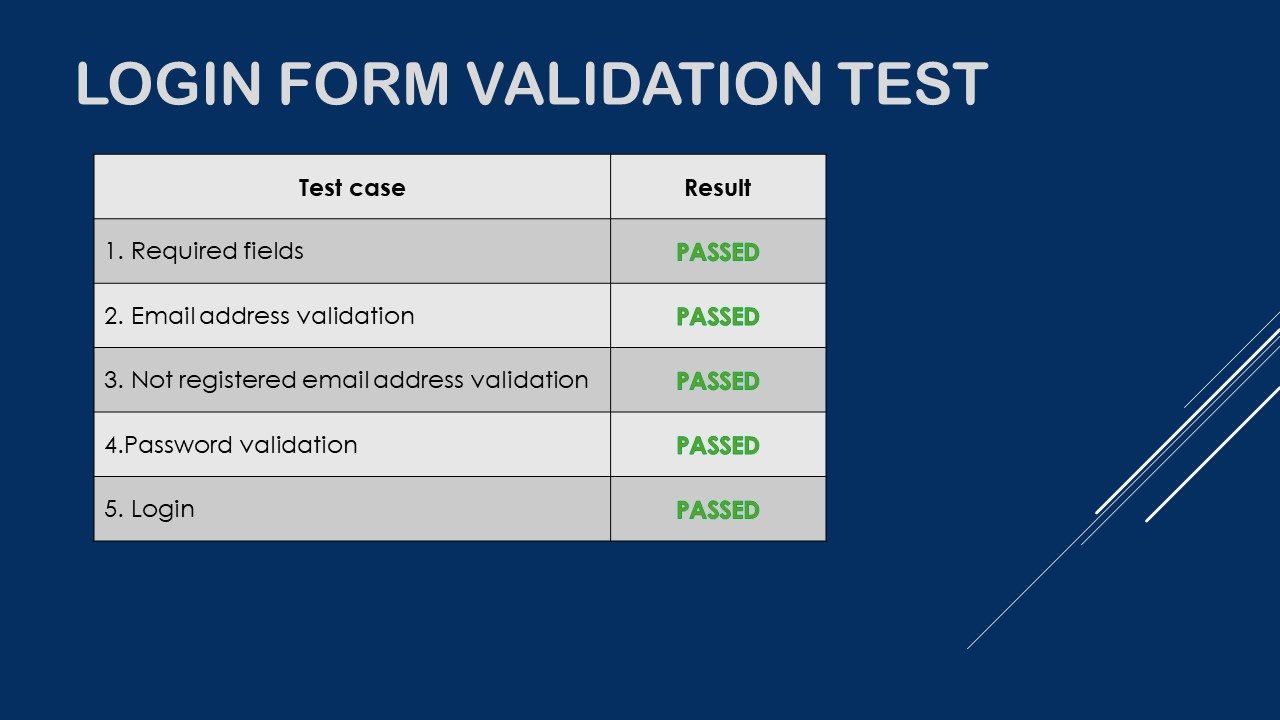 LOGIN FORM VALIDATION TEST
Test case Result
1. Required fields PASSED
2. Email address validation PASSED
3. Not registered email address validation PASSED
4.Password validation PASSED
5. Login PASSED